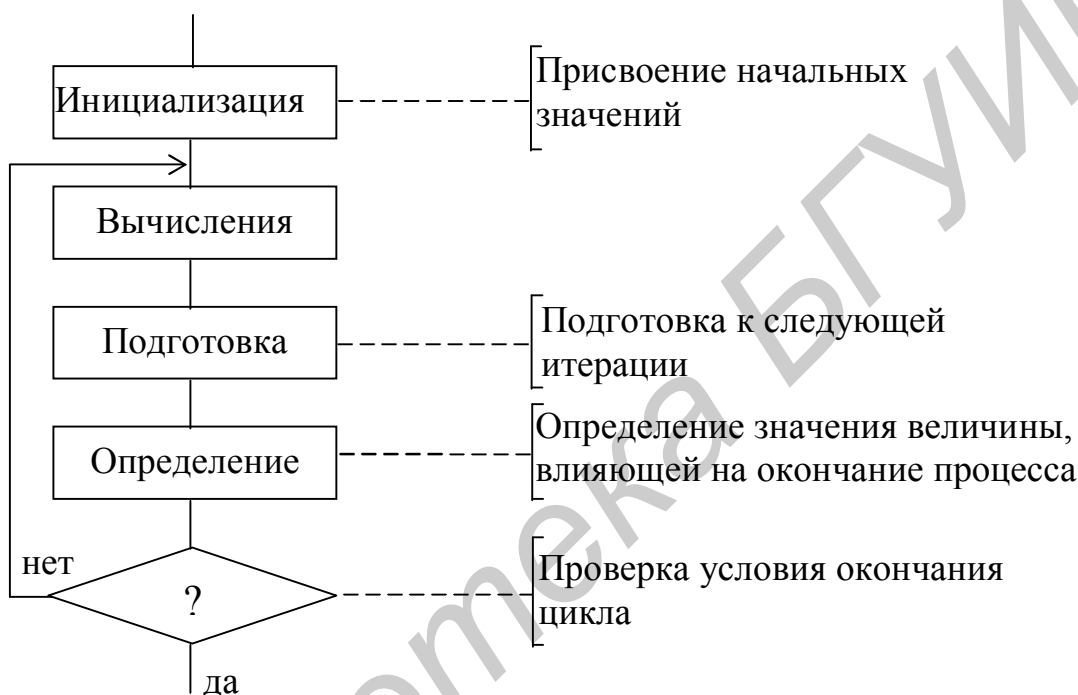 Инициализация
Присвоение начальных
значений
Вычисления
Подготовка
Подготовка к следующей
итерации
Определение
Определение значения величины,
влияющей на окончание процесса
нет
?
Проверка условия окончания
цикла
да